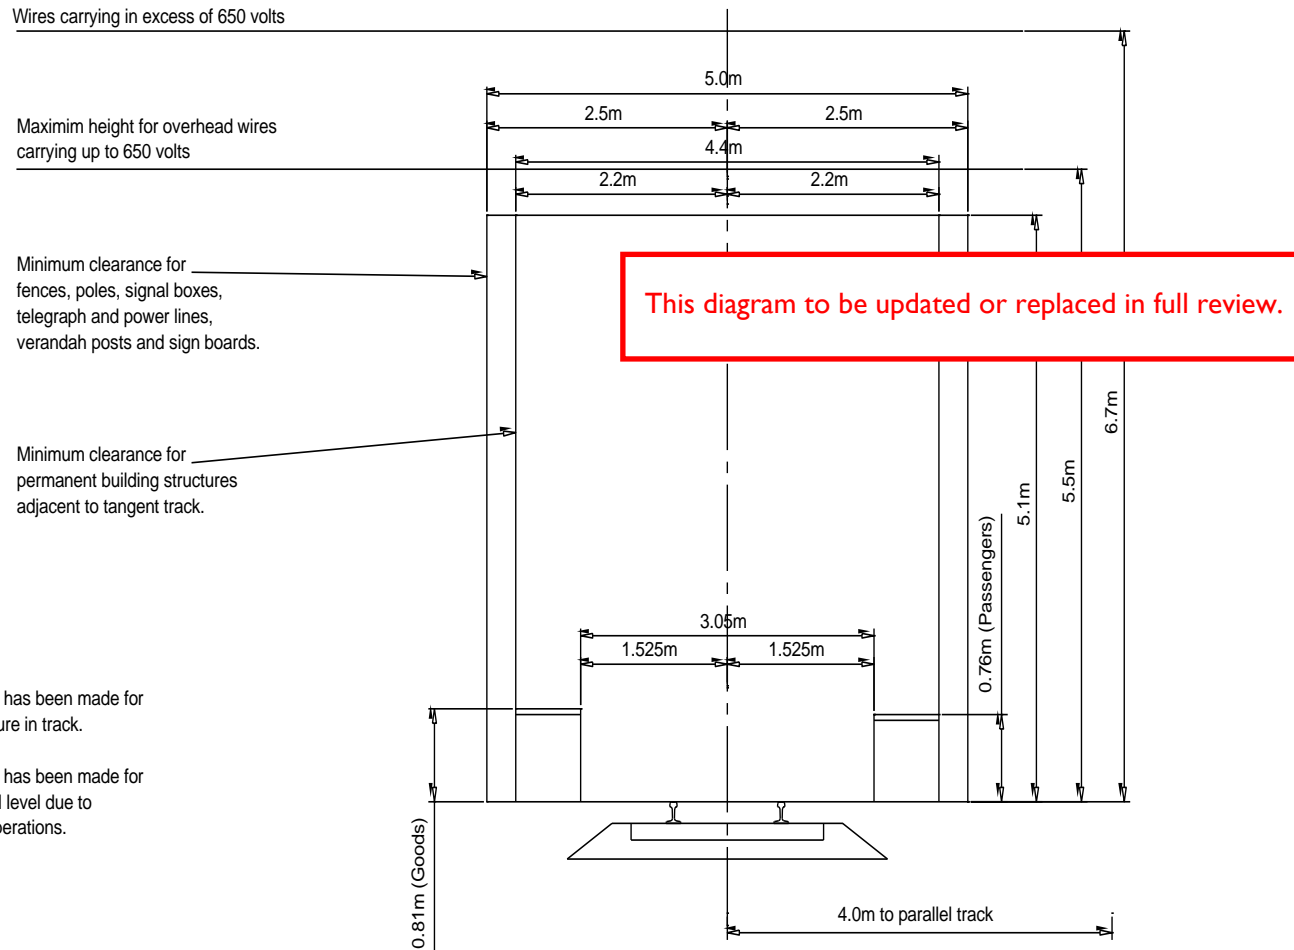 Wires carrying in excess of 650 volts
5.0m
2.5m
2.5m
Maximim height for overhead wires
carrying up to 650 volts
4.4m
2.2m
2.2m
Minimum clearance for
fences, poles, signal boxes,
telegraph and power lines,
verandah posts and sign boards.
This diagram to be updated or replaced in full review.
6.7m
5.5m
5.1m
Minimum clearance for
permanent building structures
adjacent to tangent track.
0.76m (Passengers)
3.05m
1.525m
1.525m
has been made for
ure in track.
has been made for
l level due to
perations.
0.81m (Goods)
4.0m to parallel track